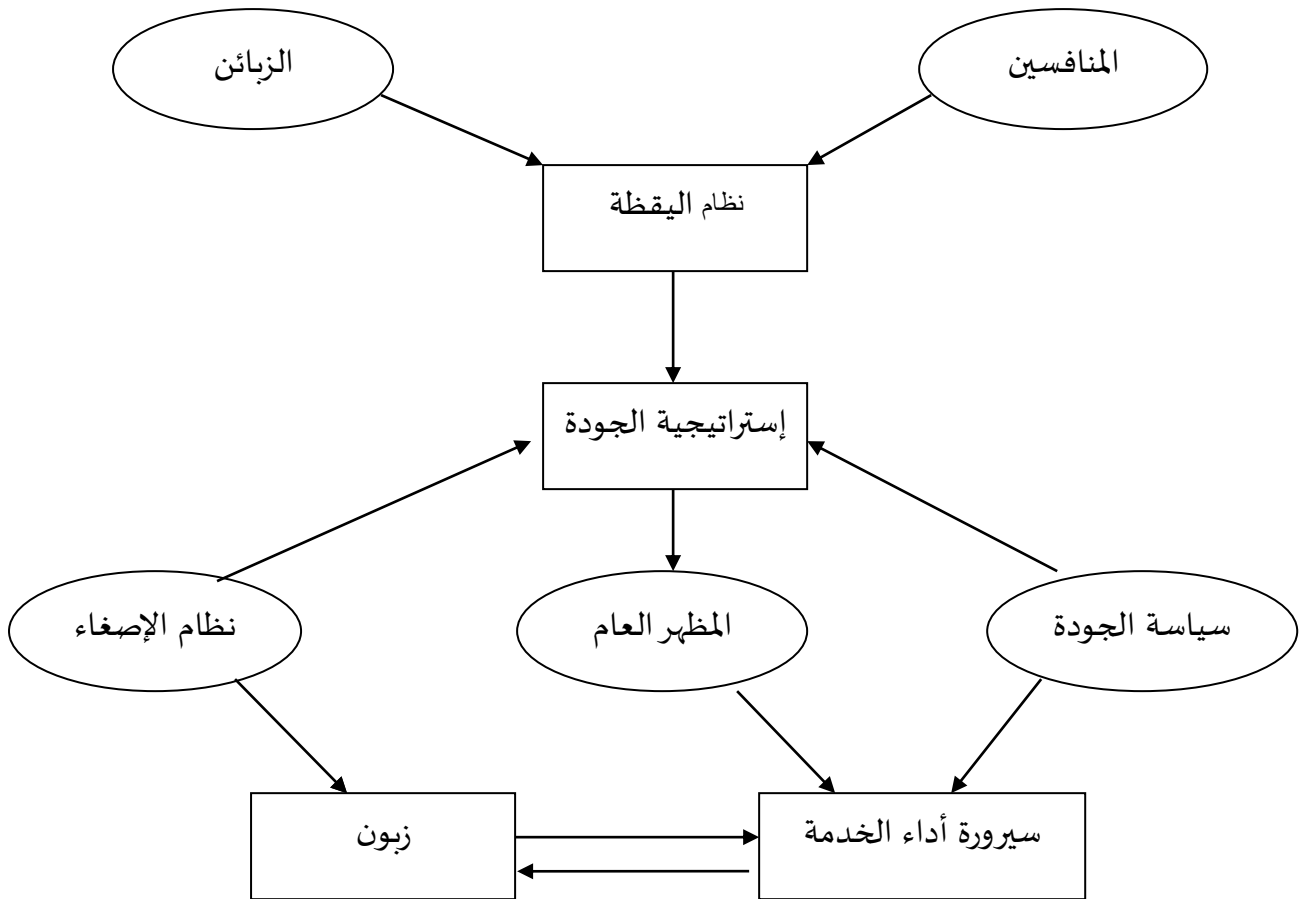 المنافسين
الزبائن
نظام اليقظة
إستراتيجية الجودة
سياسة الجودة
المظهر العام
نظام الإصغاء
سيرورة أداء الخدمة
زبون